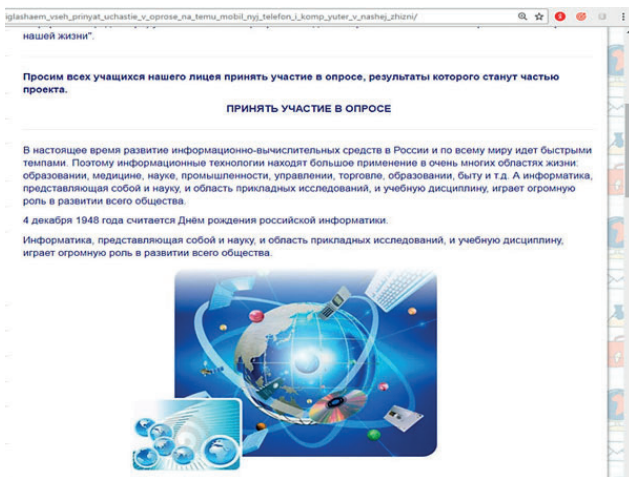 iglashaem_vseh_prinyat_uchastie_v_oprose_na_temu_mobil_nyj_telefon_i_komp_yuter_v_nashej_zhizni/
нашей жизни".
Просим всех учащихся нашего лицея принять участие в опросе, результаты которого станут частью
проекта.
ПРИНЯТЬ УЧАСТИЕ В ОПРОСЕ
В настоящее время развитие информационно-вычислительных средств в России и по всему миру идет быстрыми
темпами. Поэтому информационные технологии находят большое применение в очень многих областях жизни:
образовании, медицине, науке, промышленности, управлении, торговле, образовании, быту и т.д. А информатика,
представляющая собой и науку, и область прикладных исследований, и учебную дисциплину, играет огромную
роль в развитии всего общества.
4 декабря 1948 года считается Днём рождения российской информатики.
Информатика, представляющая собой и науку, и область прикладных исследований, и учебную дисциплину,
играет огромную роль в развитии всего общества.